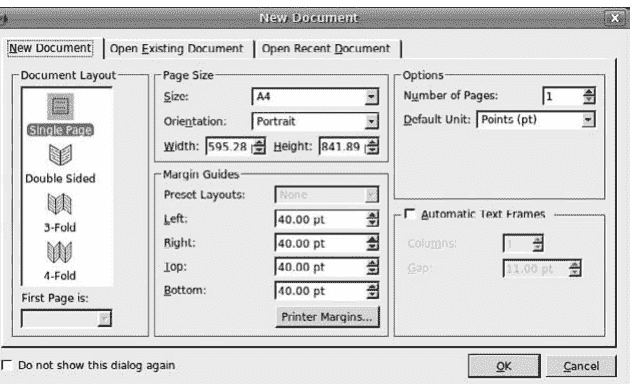 New Document
New Document Open Existing Document Open Recent Document
Document Layout
Single Page
Double Sided
3-Fold
4-Fold
First Page is:
Page Size
Size: A4
Orientation: Portrait
Width: 595.28 Height: 841.89
Margin Guides
Preset Layouts: None
Left: 40.00 pt
Right: 40.00 pt
Top: 40.00 pt
Bottom: 40.00 pt
Printer Margins...
Options
Number of Pages: 1
Default Unit: Points (pt)
Automatic Text Frames
Columns: 1
Gap: 11.00 pt
Do not show this dialog again
OK Cancel